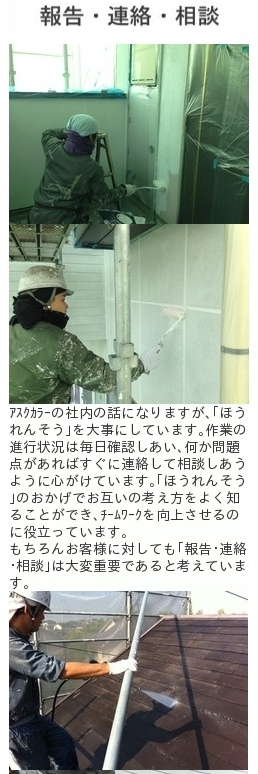 報告・連絡・相談
ｱｽｸｶﾗｰの社内の話になりますが、「ほう
れんそう」を大事にしています。作業の
進行状況は毎日確認しあい、何か問題
点があればすぐに連絡して相談しあう
ように心がけています。「ほうれんそう」
のおかげでお互いの考え方をよく知
ることができ、ﾁｰﾑﾜｰｸを向上させるの
に役立っています。
もちろんお客様に対しても「報告･連絡
･相談」は大変重要であると考えていま
す。